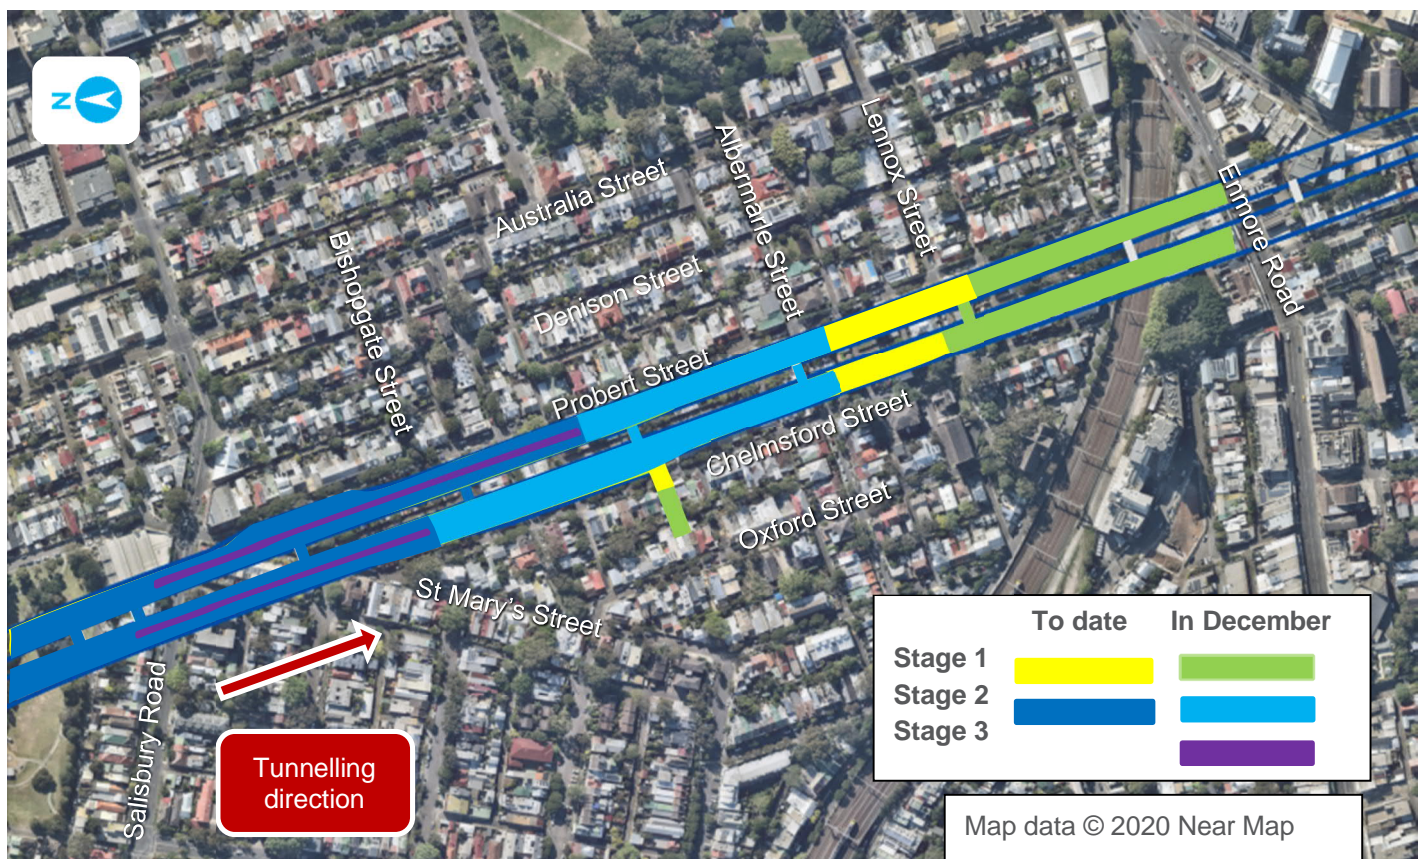 N
Lennox Street
Albermarle Street
Australia Street
Enmore Road
Bishopgate Street
Denison Street
Probert Street
Chelmsford Street
Oxford Street
St Mary's Street
Salisbury Road
Tunnelling
direction
To date In December
Stage 1
Stage 2
Stage 3
Map data © 2020 Near Map